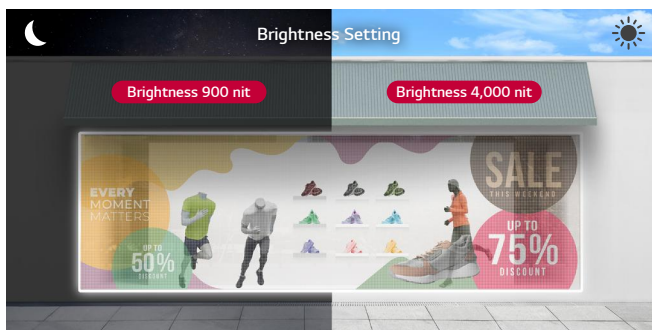 Brightness Setting
Brightness 900 nit
Brightness 4,000 nit
EVERY
MOMENT
MATTERS
UP TO
50%
DISCOUNT
SALE
THIS WEEKEND
UP TO
75%
DISCOUNT